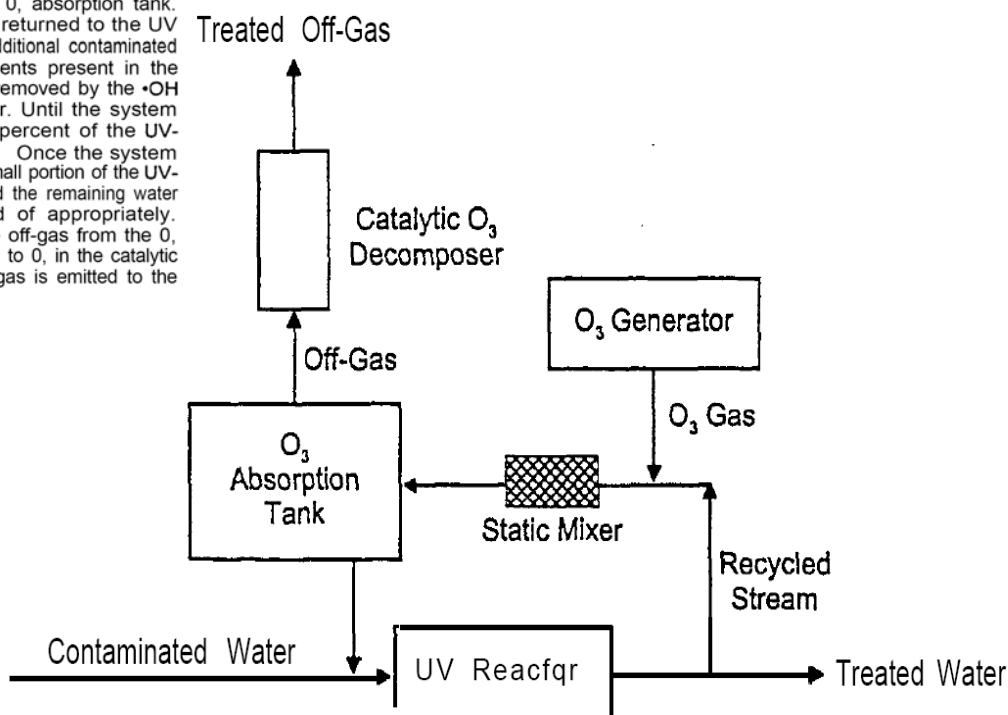 0, absorption tank.
returned to the UV
dditional contaminated
ents present in the
emoved by the •OH
r. Until the system
percent of the UV-
Once the system
nall portion of the UV-
d the remaining water
d of appropriately.
off-gas from the 0,
to 0, in the catalytic
gas is emitted to the
Treated Off-Gas
Catalytic O₃
Decomposer
O₃ Generator
Off-Gas
O₃ Gas
O₃
Absorption
Tank
Static Mixer
Recycled
Stream
Contaminated Water
UV Reacfqr
Treated Water